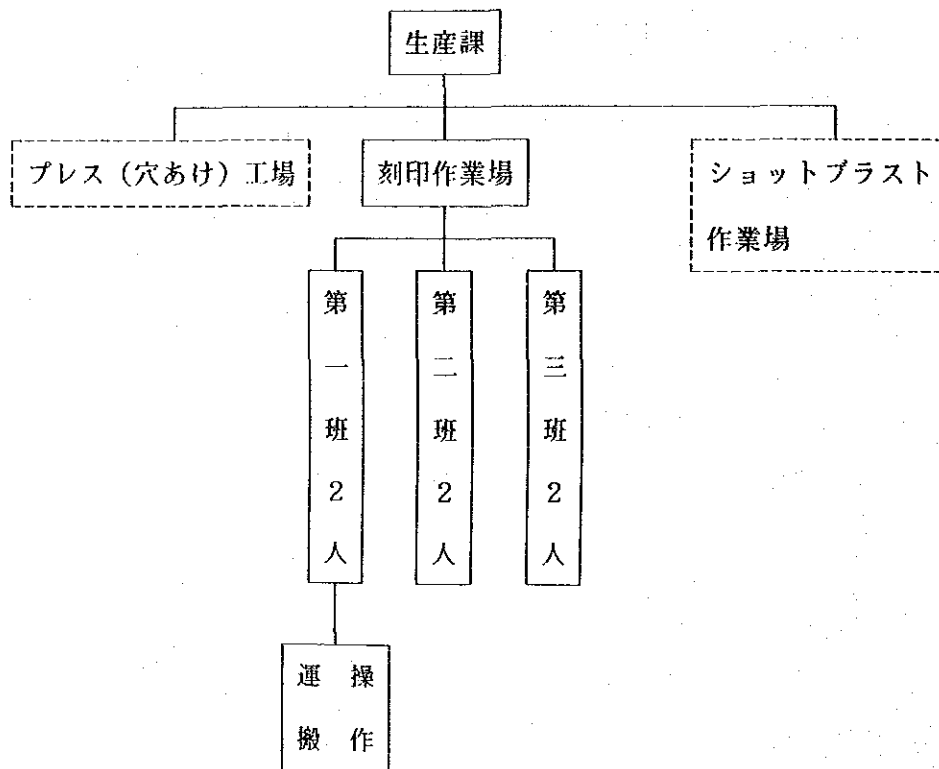 生産課
プレス（穴あけ）工場
刻印作業場
ショットブラスト
作業場
第一班2人
第二班2人
第三班2人
操作
運搬